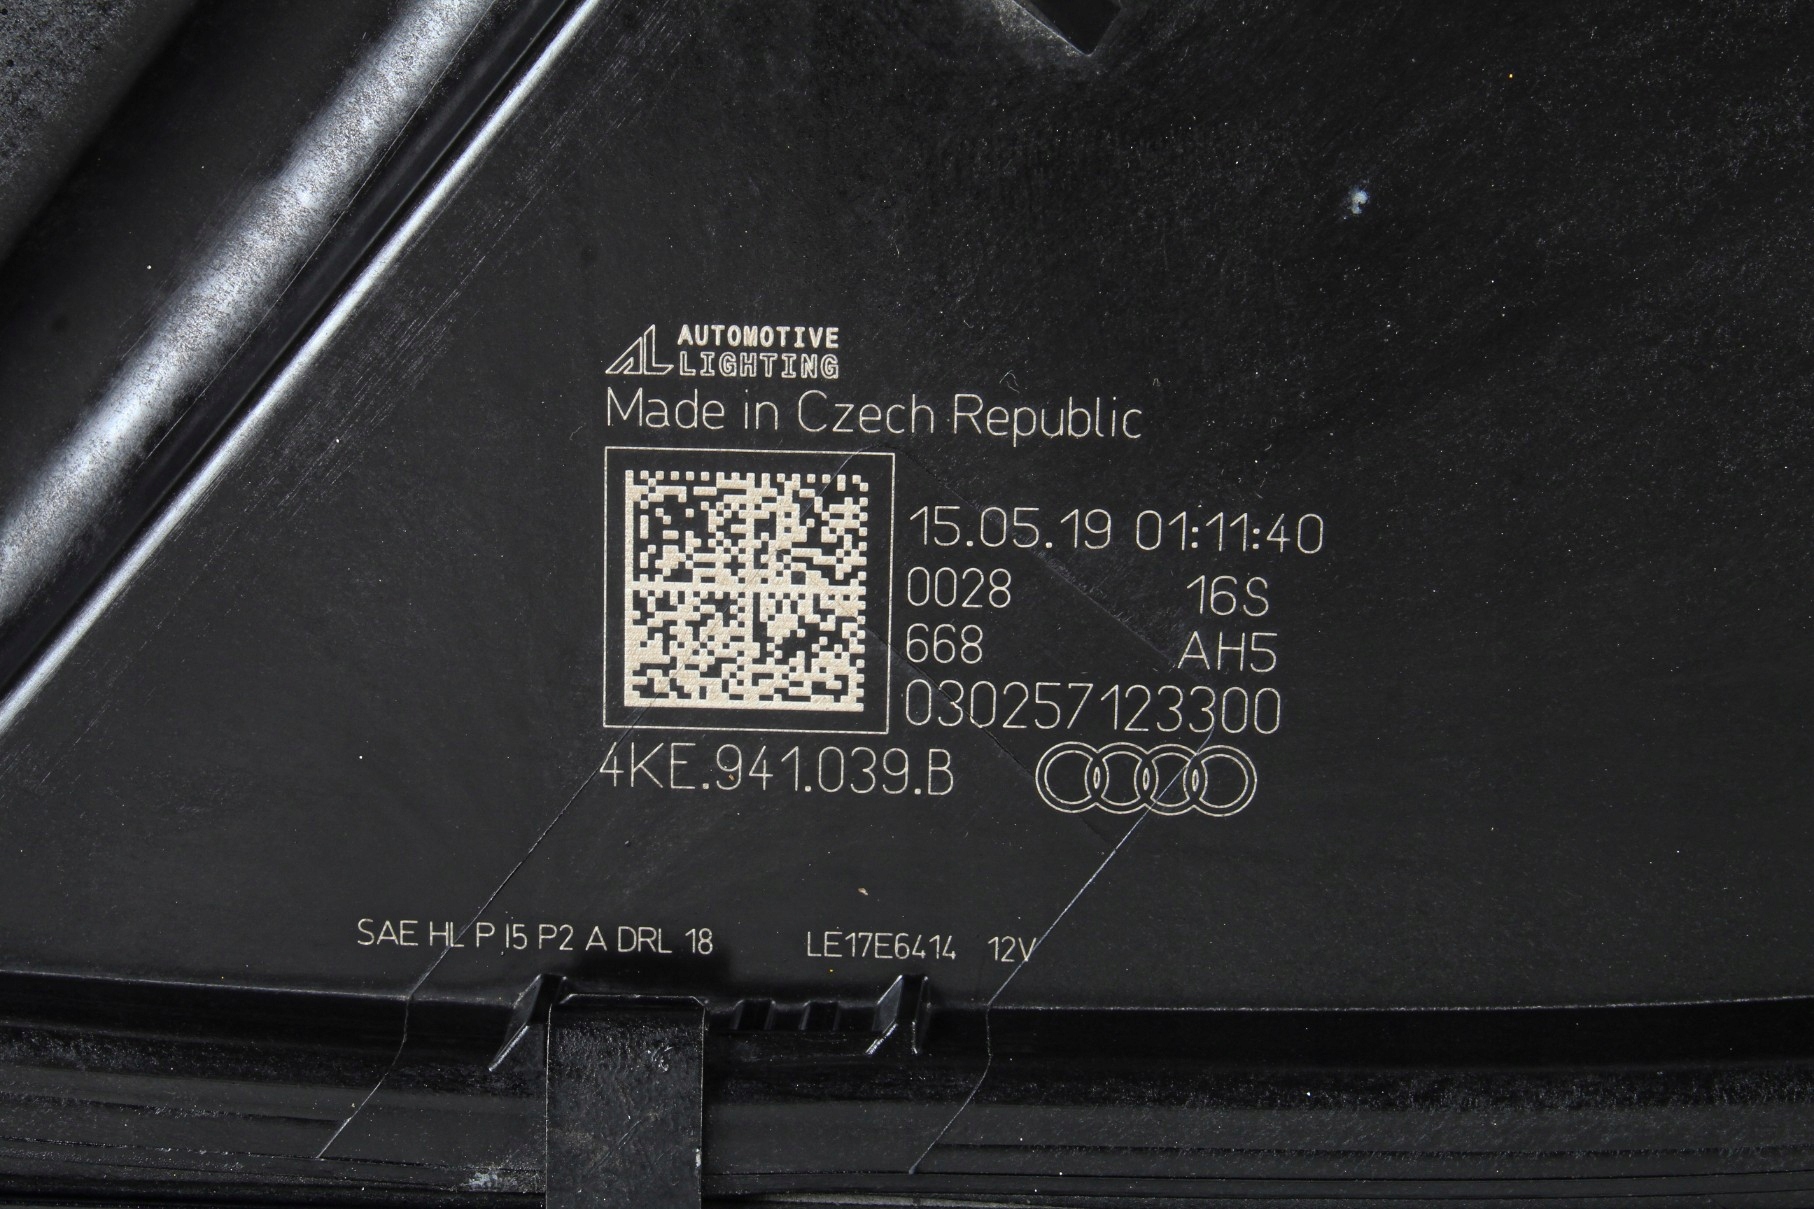 AUTOMOTIVE
LIGHTING
Made in Czech Republic
15.05.19 01:11:40
0028 16S
668 AH5
030257123300
4KE.941.039.B
SAE HL P I5 P2 A DRL 18 LE17E6414 12V